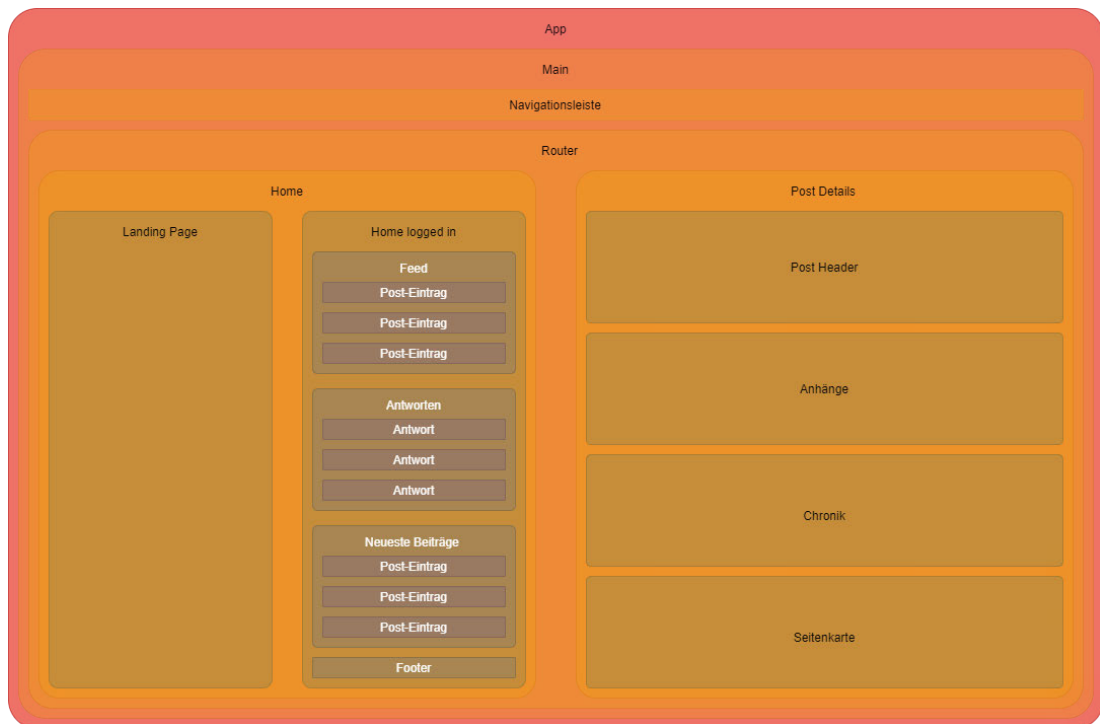 App
Main
Navigationsleiste
Router
Home
Landing Page
Home logged in
Feed
Post-Eintrag
Post-Eintrag
Post-Eintrag
Antworten
Antwort
Antwort
Antwort
Neueste Beiträge
Post-Eintrag
Post-Eintrag
Post-Eintrag
Footer
Post Details
Post Header
Anhänge
Chronik
Seitenkarte